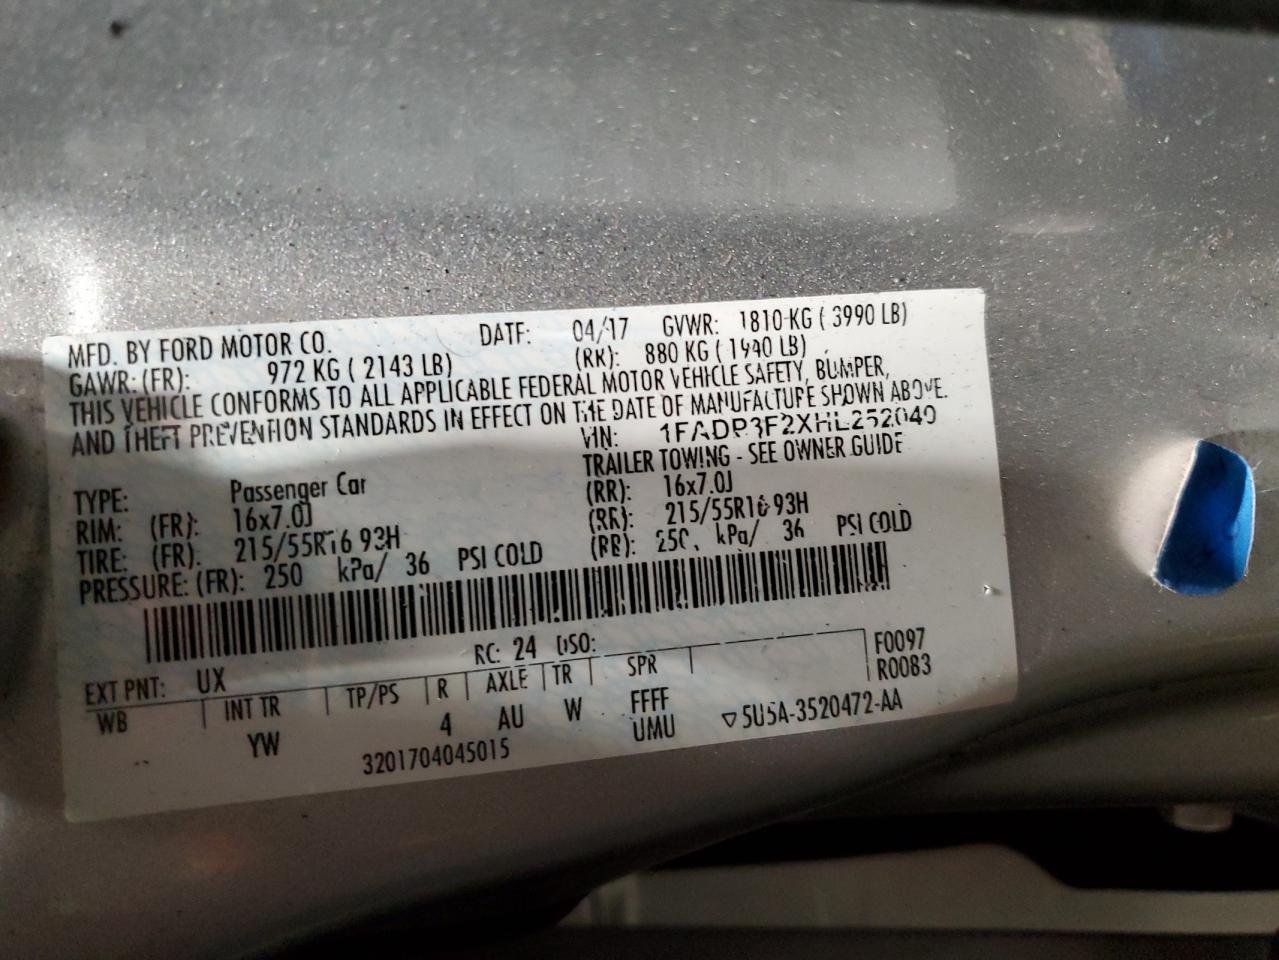 MFD. BY FORD MOTOR CO. DATE: 04/17 GVWR: 1810 KG ( 3990 LB)
GAWR: (FR): 972 KG ( 2143 LB) (RR): 880 KG ( 1940 LB)
THIS VEHICLE CONFORMS TO ALL APPLICABLE FEDERAL MOTOR VEHICLE SAFETY, BUMPER,
AND THEFT PREVENTION STANDARDS IN EFFECT ON THE DATE OF MANUFACTURE SHOWN ABOVE.
VIN: 1FADP3F2XHL252049
TYPE: Passenger Car TRAILER TOWING - SEE OWNER GUIDE
RIM: (FR): 16x7.0J (RR): 16x7.0J
TIRE: (FR): 215/55R16 93H (RR): 215/55R16 93H
PRESSURE: (FR): 250 kPa/ 36 PSI COLD (RR): 250 kPa/ 36 PSI COLD
RC: 24 DSO:
EXT PNT: UX F0097
WB INT TR TP/PS R AXLE TR SPR R0083
YW 4 AU W FFFF
UMU ▽5U5A-3520472-AA
3201704045015